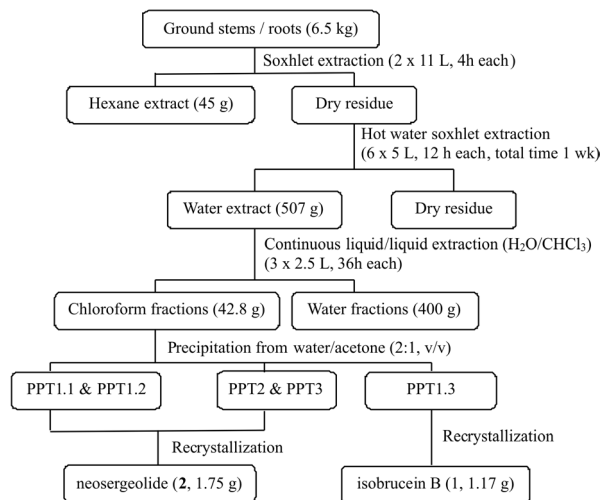 Ground stems / roots (6.5 kg)
Soxhlet extraction (2 x 11 L, 4h each)
Hexane extract (45 g)
Dry residue
Hot water soxhlet extraction
(6 x 5 L, 12 h each, total time 1 wk)
Water extract (507 g)
Dry residue
Continuous liquid/liquid extraction (H₂O/CHCl₃)
(3 x 2.5 L, 36h each)
Chloroform fractions (42.8 g)
Water fractions (400 g)
Precipitation from water/acetone (2:1, v/v)
PPT1.1 & PPT1.2
PPT2 & PPT3
PPT1.3
Recrystallization
Recrystallization
neosergeolide (2, 1.75 g)
isobrucein B (1, 1.17 g)